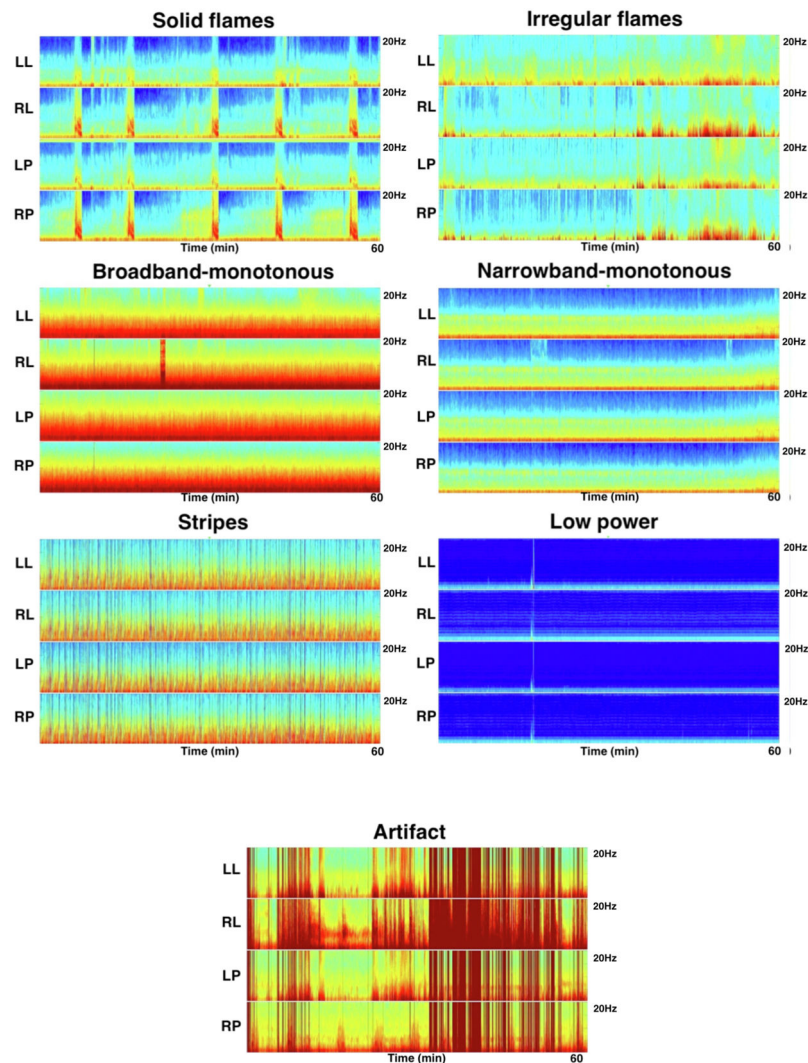 Solid flames
LL 20Hz
RL 20Hz
LP 20Hz
RP 20Hz
Time (min) 60
Irregular flames
LL 20Hz
RL 20Hz
LP 20Hz
RP 20Hz
Time (min) 60
Broadband-monotonous
LL 20Hz
RL 20Hz
LP 20Hz
RP 20Hz
Time (min) 60
Narrowband-monotonous
LL 20Hz
RL 20Hz
LP 20Hz
RP 20Hz
Time (min) 60
Stripes
LL 20Hz
RL 20Hz
LP 20Hz
RP 20Hz
Time (min) 60
Low power
LL 20Hz
RL 20Hz
LP 20Hz
RP 20Hz
Time (min) 60
Artifact
LL 20Hz
RL 20Hz
LP 20Hz
RP 20Hz
Time (min) 60